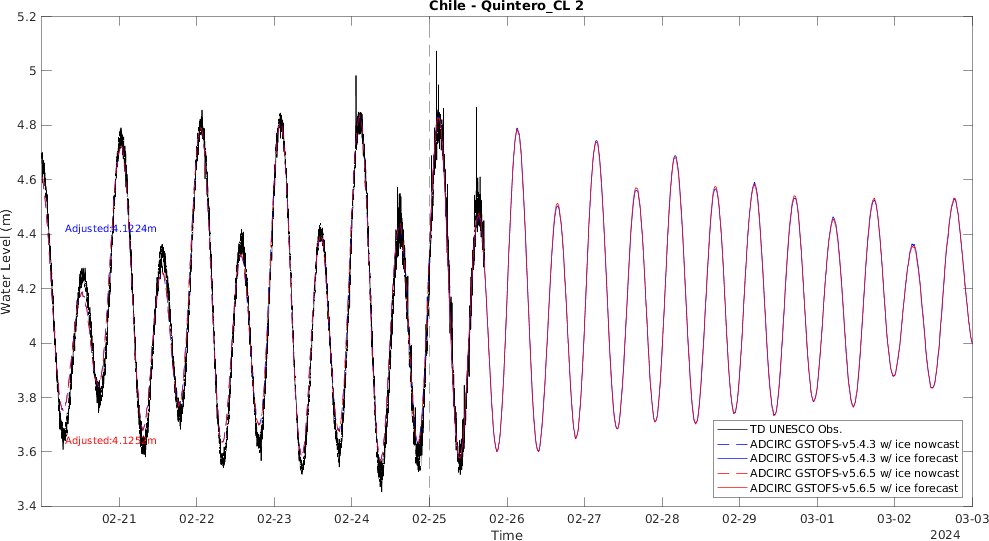 Chile - Quintero_CL 2
5.2
5
4.8
4.6
4.4
4.2
4
3.8
3.6
3.4
Water Level (m)
Adjusted:4.1224m
TD UNESCO Obs.
ADCIRC GSTOFS-v5.4.3 w/ ice nowcast
ADCIRC GSTOFS-v5.4.3 w/ ice forecast
ADCIRC GSTOFS-v5.6.5 w/ ice nowcast
ADCIRC GSTOFS-v5.6.5 w/ ice forecast
02-21 02-22 02-23 02-24 02-25 02-26 02-27 02-28 02-29 03-01 03-02 03-03
Time
2024